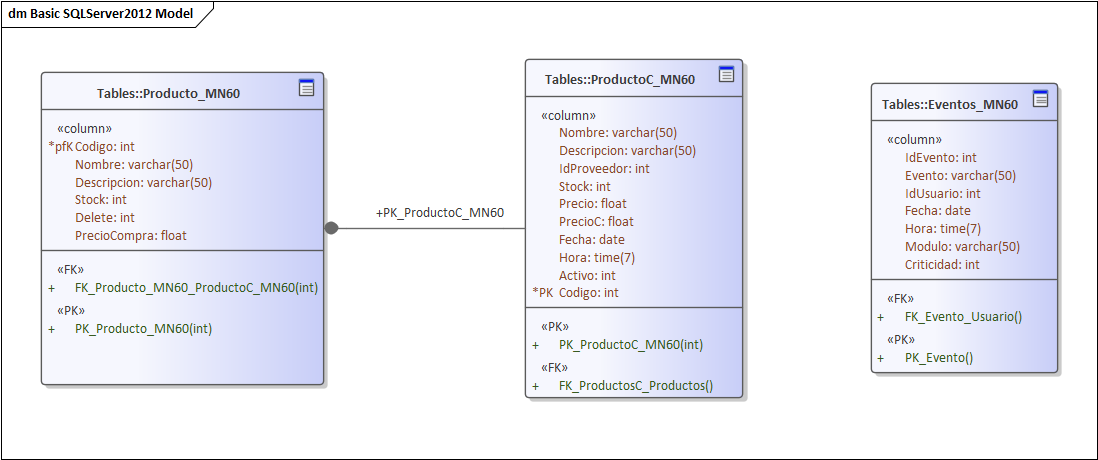 dm Basic SQLServer2012 Model
Tables::Producto_MN60
«column»
*pfK Codigo: int
Nombre: varchar(50)
Descripcion: varchar(50)
Stock: int
Delete: int
PrecioCompra: float
«FK»
+ FK_Producto_MN60_ProductoC_MN60(int)
«PK»
+ PK_Producto_MN60(int)
+PK_ProductoC_MN60
Tables::ProductoC_MN60
«column»
Nombre: varchar(50)
Descripcion: varchar(50)
IdProveedor: int
Stock: int
Precio: float
PrecioC: float
Fecha: date
Hora: time(7)
Activo: int
*PK Codigo: int
«PK»
+ PK_ProductoC_MN60(int)
«FK»
+ FK_ProductosC_Productos()
Tables::Eventos_MN60
«column»
IdEvento: int
Evento: varchar(50)
IdUsuario: int
Fecha: date
Hora: time(7)
Modulo: varchar(50)
Criticidad: int
«FK»
+ FK_Evento_Usuario()
«PK»
+ PK_Evento()